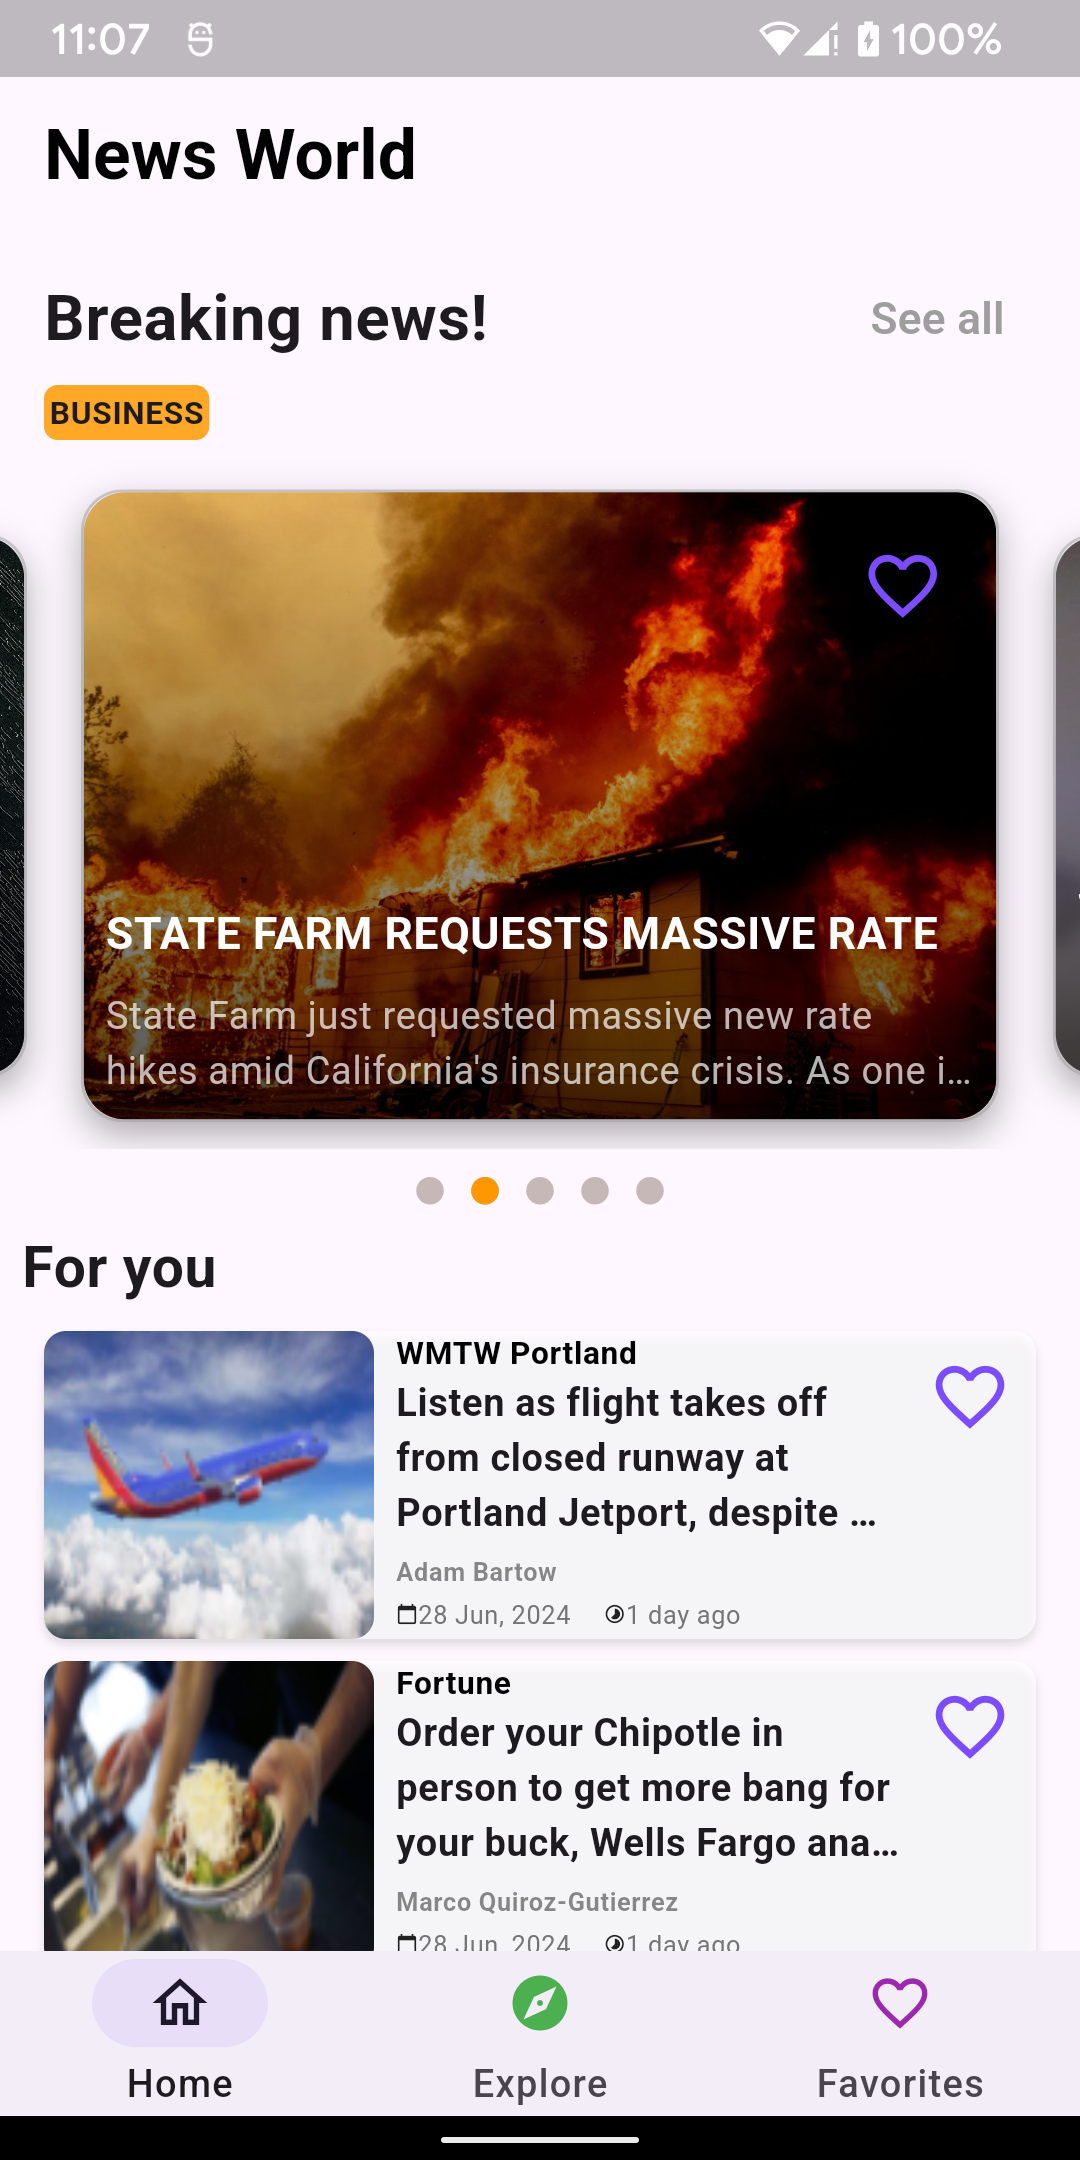 11:07
100%
News World
Breaking news!
See all
BUSINESS
STATE FARM REQUESTS MASSIVE RATE
State Farm just requested massive new rate
hikes amid California's insurance crisis. As one i…
For you
WMTW Portland
Listen as flight takes off
from closed runway at
Portland Jetport, despite …
Adam Bartow
28 Jun, 2024
1 day ago
Fortune
Order your Chipotle in
person to get more bang for
your buck, Wells Fargo ana…
Marco Quiroz-Gutierrez
28 Jun, 2024
1 day ago
Home
Explore
Favorites